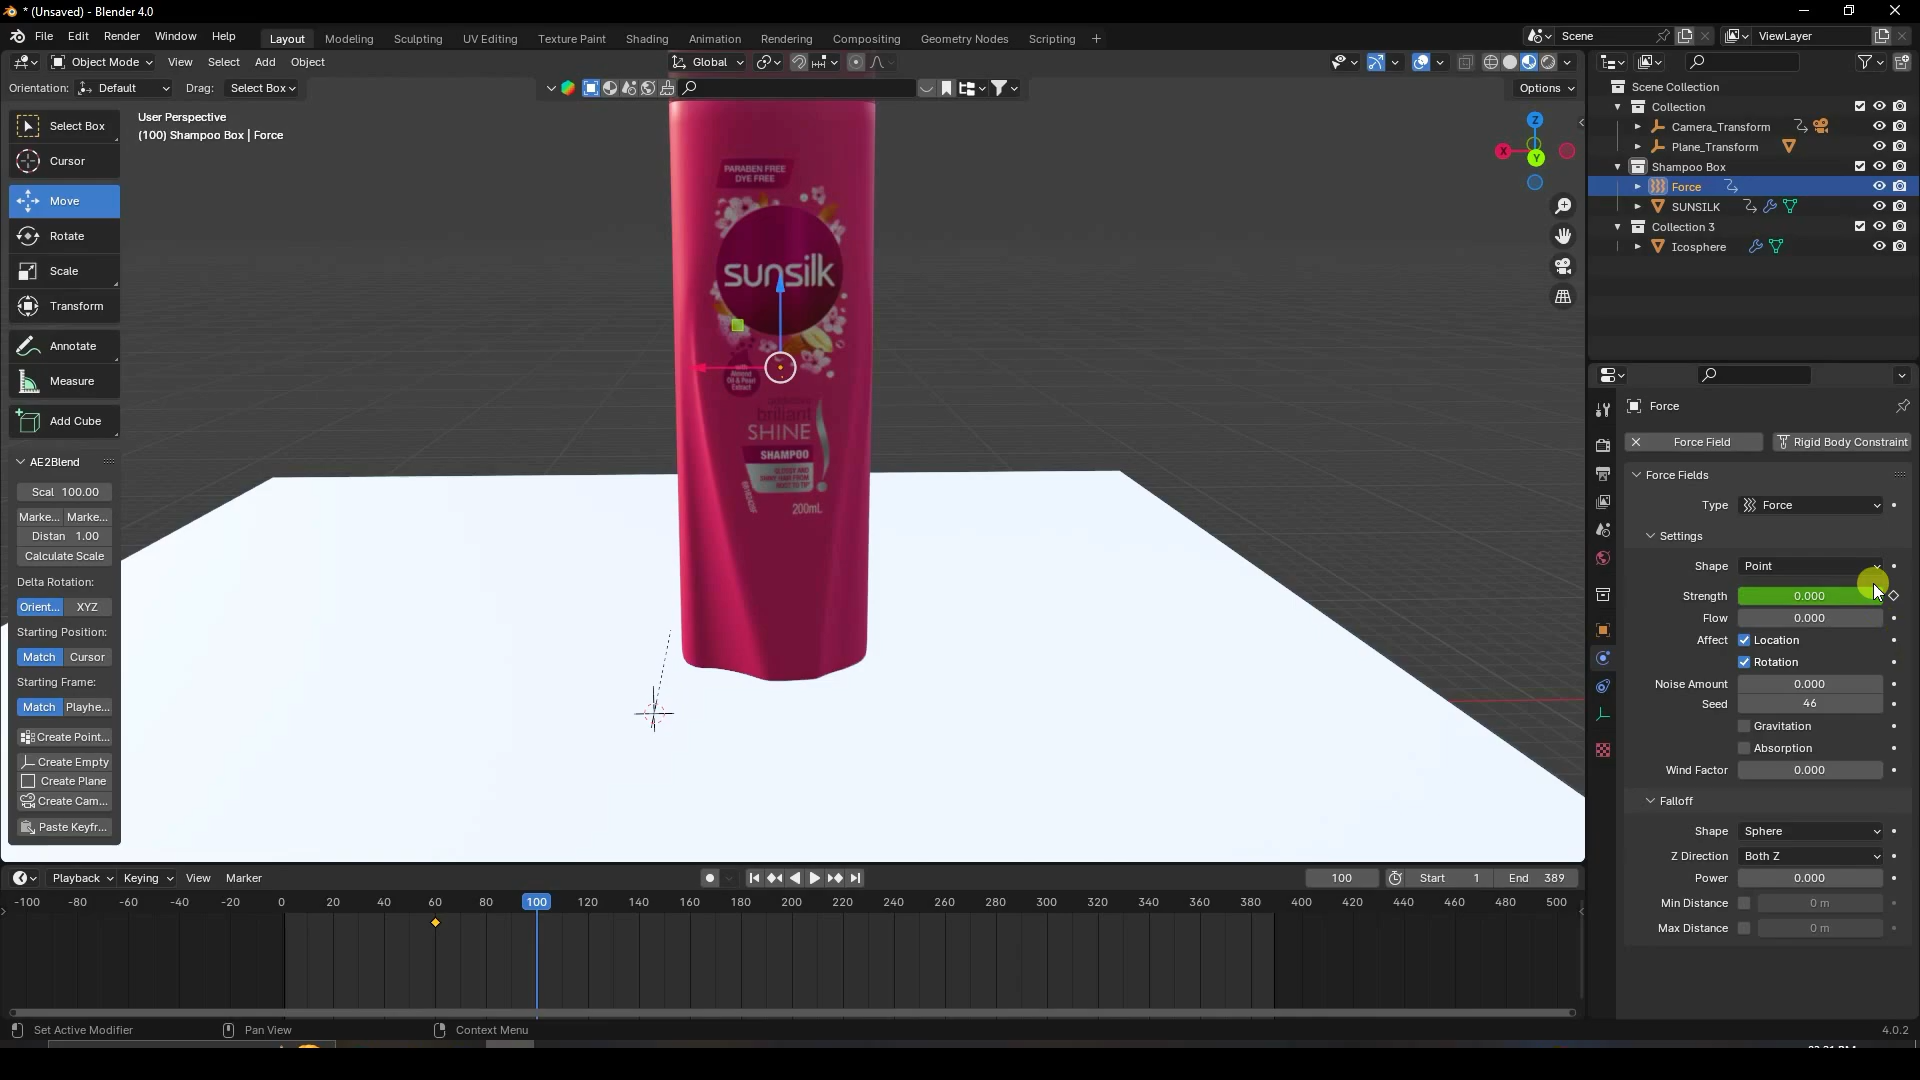 * (Unsaved) - Blender 4.0
File Edit Render Window Help Layout Modeling Sculpting UV Editing Texture Paint Shading Animation Rendering Compositing Geometry Nodes Scripting + Scene ViewLayer
Object Mode View Select Add Object Global
Orientation: Default Drag: Select Box Options
User Perspective
(100) Shampoo Box | Force
Select Box
Cursor
Move
Rotate
Scale
Transform
Annotate
Measure
Add Cube
AE2Blend
Scal 100.00
Marke... Marke...
Distan 1.00
Calculate Scale
Delta Rotation:
Orient... XYZ
Starting Position:
Match Cursor
Starting Frame:
Match Playhe...
Create Point...
Create Empty
Create Plane
Create Cam...
Paste Keyfr...
PARABEN FREE
DYE FREE
sunsilk
Almond
Oil & Pearl
Extract
brilliant
SHINE
SHAMPOO
GLOSSY AND
200mL
Z
X
Y
Scene Collection
Collection
Camera_Transform
Plane_Transform
Shampoo Box
Force
SUNSILK
Collection 3
Icosphere
Force
Force Field Rigid Body Constraint
Force Fields
Type Force
Settings
Shape Point
Strength 0.000
Flow 0.000
Affect Location
Rotation
Noise Amount 0.000
Seed 46
Gravitation
Absorption
Wind Factor 0.000
Falloff
Shape Sphere
Z Direction Both Z
Power 0.000
Min Distance 0 m
Max Distance 0 m
Playback Keying View Marker 100 Start 1 End 389
-100 -80 -60 -40 -20 0 20 40 60 80 100 120 140 160 180 200 220 240 260 280 300 320 340 360 380 400 420 440 460 480 500
Set Active Modifier Pan View Context Menu 4.0.2